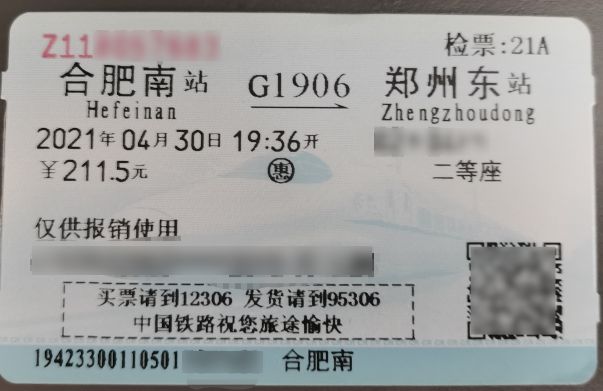 Z11
检票:21A
合肥南站 G1906 郑州东站
Hefeinan Zhengzhoudong
2021年04月30日 19:36开
￥211.5元 惠 二等座
仅供报销使用
买票请到12306 发货请到95306
中国铁路祝您旅途愉快
19423300110501 合肥南